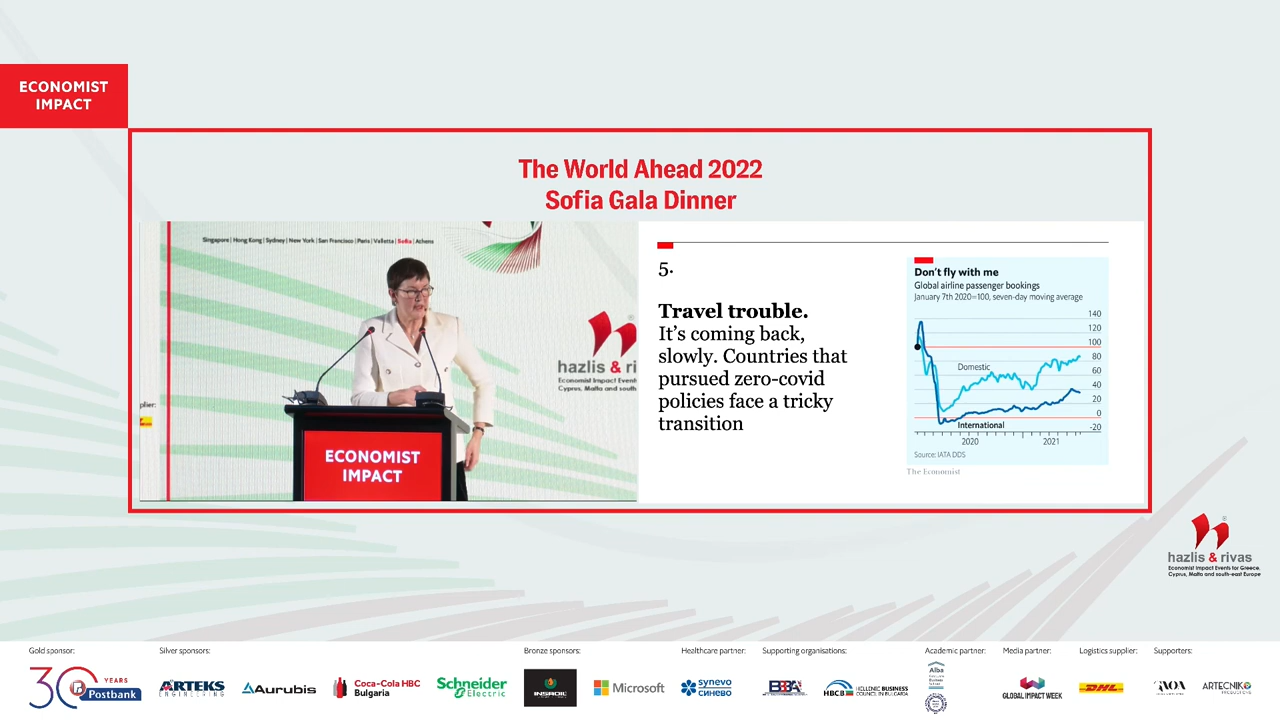 ECONOMIST
IMPACT
The World Ahead 2022
Sofia Gala Dinner
Singapore | Hong Kong | Sydney | New York | San Francisco | Paris | Valletta | Sofia | Athens
hazlis & ri
Economist Impact Event
Cyprus, Malta and south
plier:
ECONOMIST
IMPACT
5.
Travel trouble.
It's coming back,
slowly. Countries that
pursued zero-covid
policies face a tricky
transition
Don't fly with me
Global airline passenger bookings
January 7th 2020=100, seven-day moving average
140
120
100
80
60
40
20
0
-20
Domestic
International
2020
2021
Source: IATA DDS
The Economist
hazlis & rivas
Economist Impact Events for Greece,
Cyprus, Malta and south-east Europe
Gold sponsor:
Silver sponsors:
Bronze sponsors:
Healthcare partner:
Supporting organisations:
Academic partner:
Media partner:
Logistics supplier:
Supporters:
30 YEARS
Postbank
ARTEKS
ENGINEERING
Aurubis
Coca-Cola HBC
Bulgaria
Schneider
Electric
INSAOIL
Microsoft
synevo
СИНЕВО
BBBA
HBCB
HELLENIC BUSINESS
COUNCIL IN BULGARIA
Alba
GLOBAL IMPACT WEEK
DHL
NOA
ARTECNIKO
PRODUCTIONS